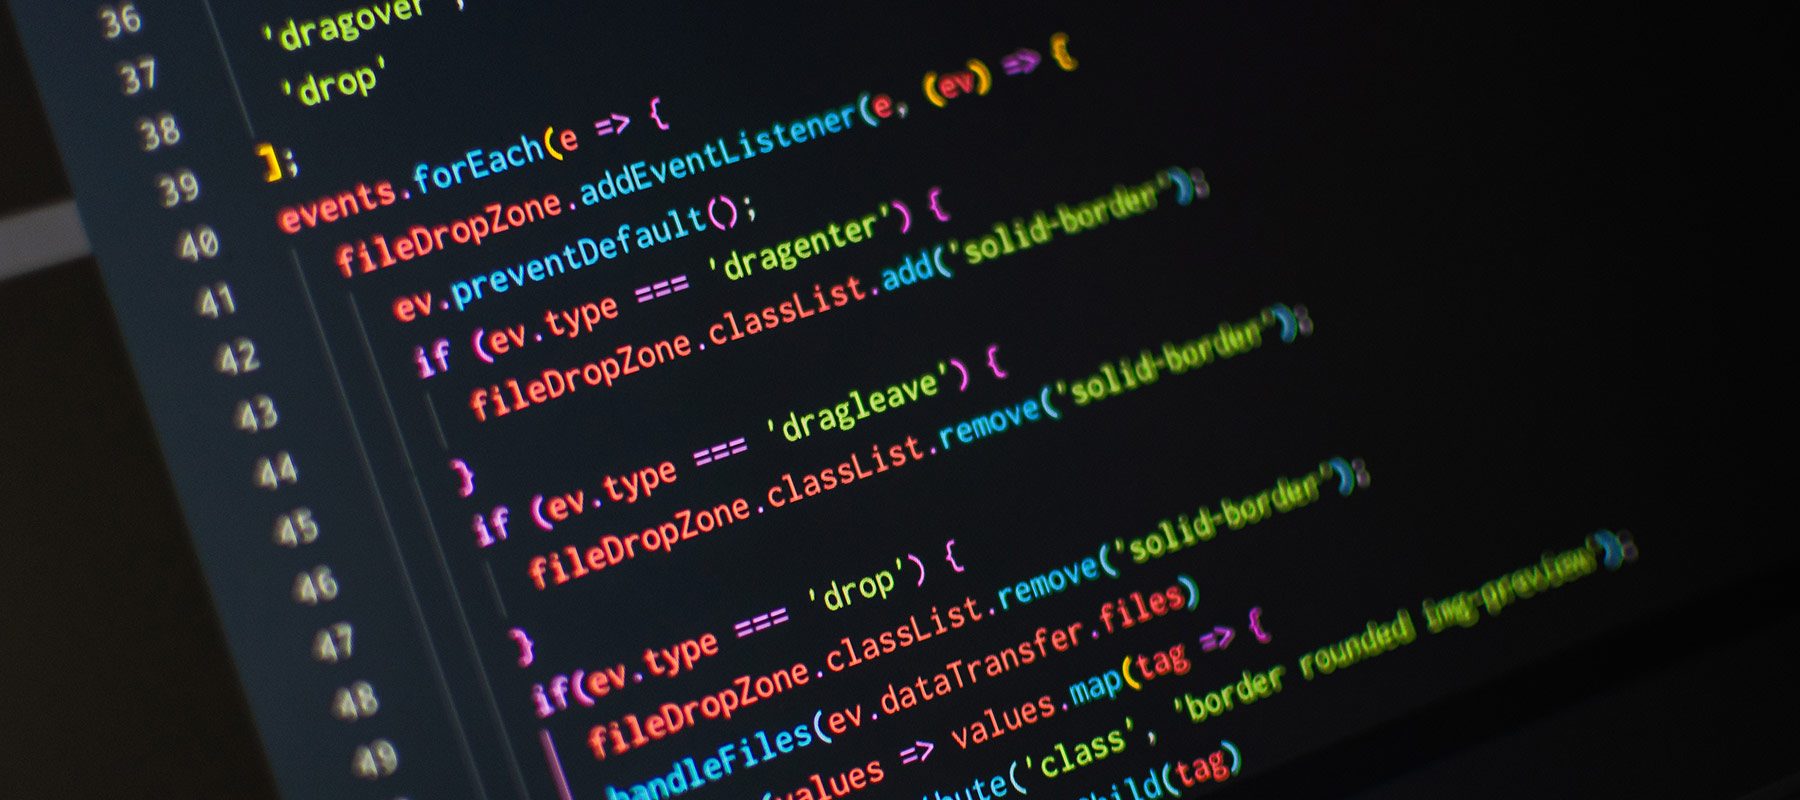 36
37 'dragover',
38 'drop'
39 ];
40 events.forEach(e => {
41 fileDropZone.addEventListener(e, (ev) => {
42 ev.preventDefault();
43 if (ev.type === 'dragenter') {
44 fileDropZone.classList.add('solid-border');
45 }
46 if (ev.type === 'dragleave') {
47 fileDropZone.classList.remove('solid-border');
48 }
49 if(ev.type === 'drop') {
fileDropZone.classList.remove('solid-border');
handleFiles(ev.dataTransfer.files)
(values => values.map(tag => {
bute('class', 'border rounded img-preview');
hild(tag)